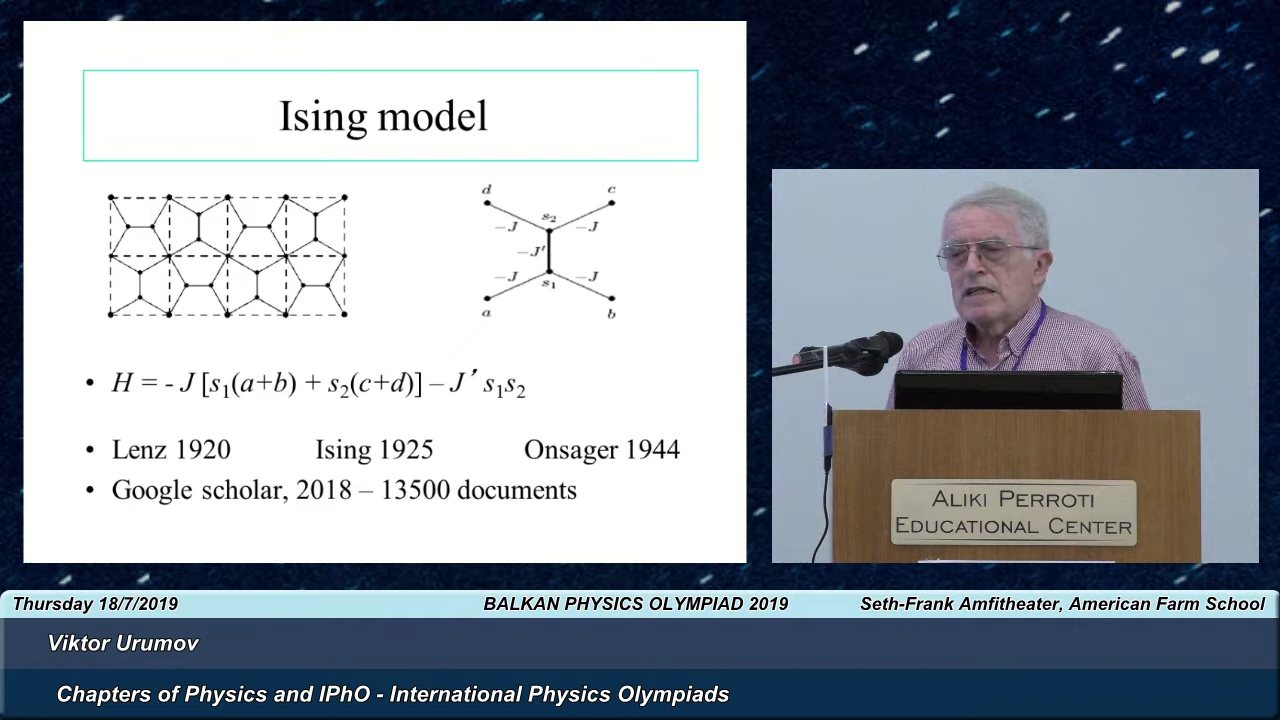 Ising model
d
c
s₂
−J
−J
−J′
−J
−J
s₁
a
b
• H = - J [s₁(a+b) + s₂(c+d)] – J′ s₁s₂
• Lenz 1920 Ising 1925 Onsager 1944
• Google scholar, 2018 – 13500 documents
ALIKI PERROTI
EDUCATIONAL CENTER
Thursday 18/7/2019 BALKAN PHYSICS OLYMPIAD 2019 Seth-Frank Amfitheater, American Farm School
Viktor Urumov
Chapters of Physics and IPhO - International Physics Olympiads